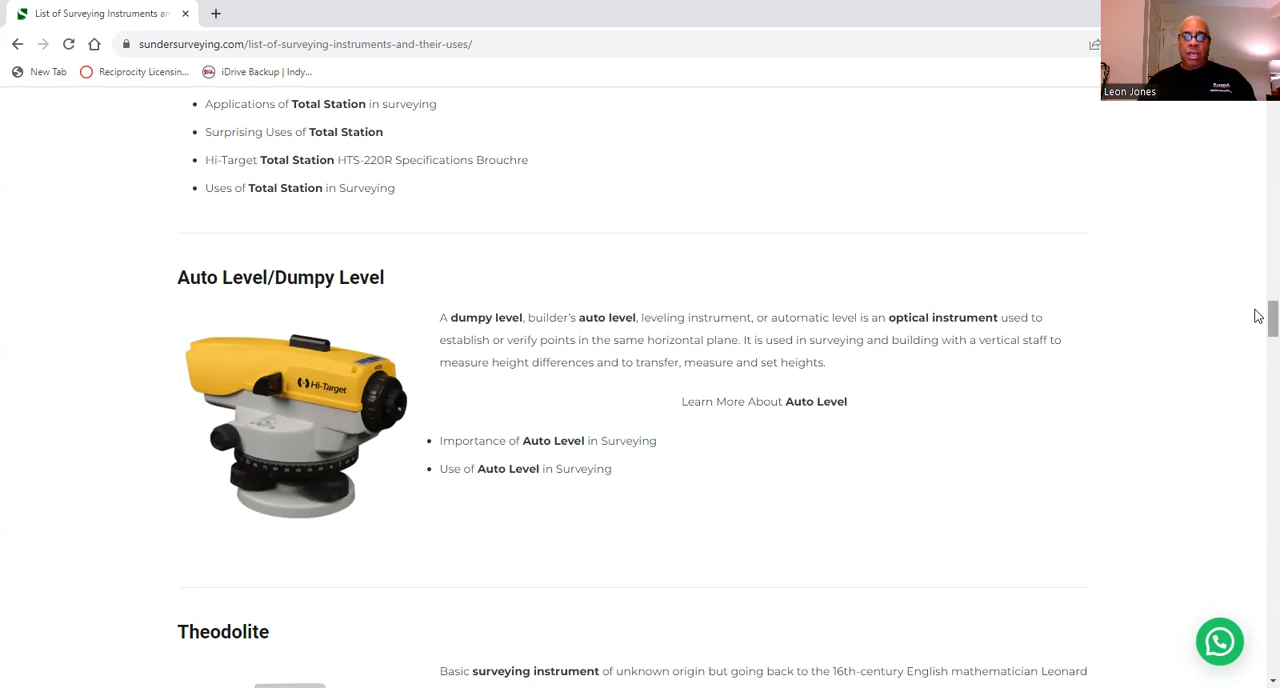 List of Surveying Instruments an
sundersurveying.com/list-of-surveying-instruments-and-their-uses/
New Tab
Reciprocity Licensin...
iDrive Backup | Indy...
Leon Jones
Applications of Total Station in surveying
Surprising Uses of Total Station
Hi-Target Total Station HTS-220R Specifications Brouchre
Uses of Total Station in Surveying
Auto Level/Dumpy Level
A dumpy level, builder's auto level, leveling instrument, or automatic level is an optical instrument used to
establish or verify points in the same horizontal plane. It is used in surveying and building with a vertical staff to
measure height differences and to transfer, measure and set heights.
Hi-Target
Learn More About Auto Level
Importance of Auto Level in Surveying
Use of Auto Level in Surveying
Theodolite
Basic surveying instrument of unknown origin but going back to the 16th-century English mathematician Leonard